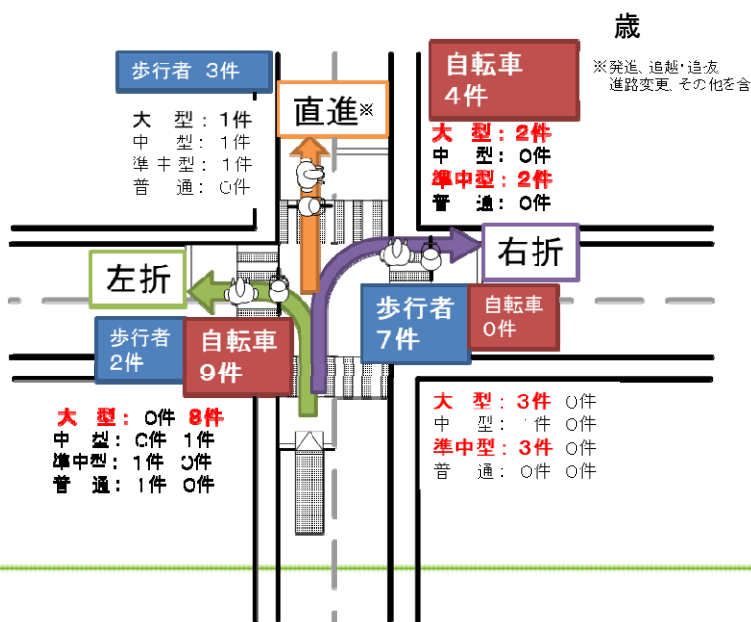 歳
※発進、追越・追抜
進路変更、その他を含
歩行者 3件
大 型: 1件
中 型: 1件
準中型: 1件
普 通: 0件
直進※
自転車
4件
大 型: 2件
中 型: 0件
準中型: 2件
普 通: 0件
左折
右折
歩行者
2件
自転車
9件
歩行者
7件
自転車
0件
大 型: 0件 8件
中 型: 0件 1件
準中型: 1件 0件
普 通: 1件 0件
大 型: 3件 0件
中 型: 1件 0件
準中型: 3件 0件
普 通: 0件 0件